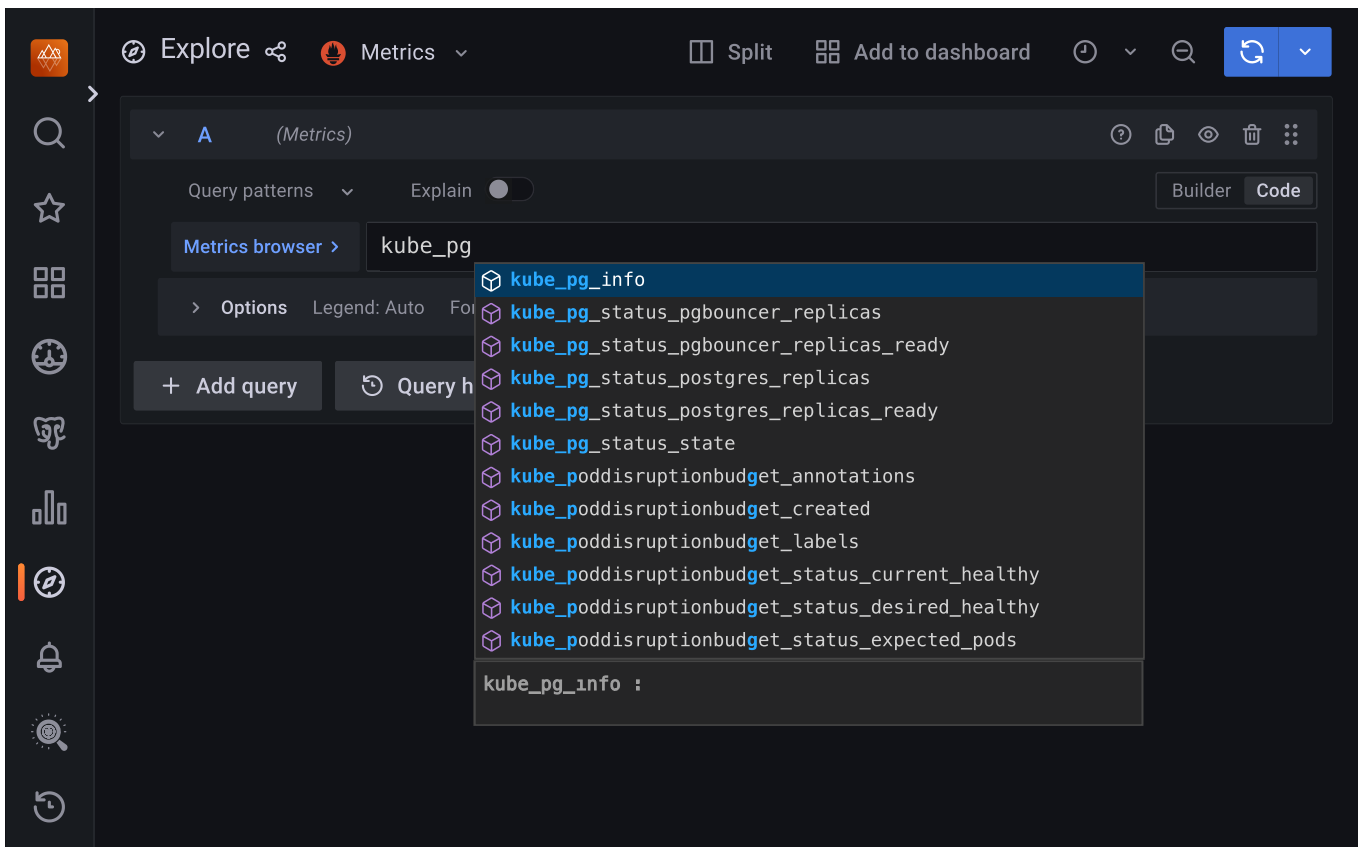 Explore Metrics Split Add to dashboard
A (Metrics)
Query patterns Explain Builder Code
Metrics browser > kube_pg
kube_pg_info
> Options Legend: Auto For
kube_pg_status_pgbouncer_replicas
kube_pg_status_pgbouncer_replicas_ready
kube_pg_status_postgres_replicas
+ Add query Query h
kube_pg_status_postgres_replicas_ready
kube_pg_status_state
kube_poddisruptionbudget_annotations
kube_poddisruptionbudget_created
kube_poddisruptionbudget_labels
kube_poddisruptionbudget_status_current_healthy
kube_poddisruptionbudget_status_desired_healthy
kube_poddisruptionbudget_status_expected_pods
kube_pg_info :